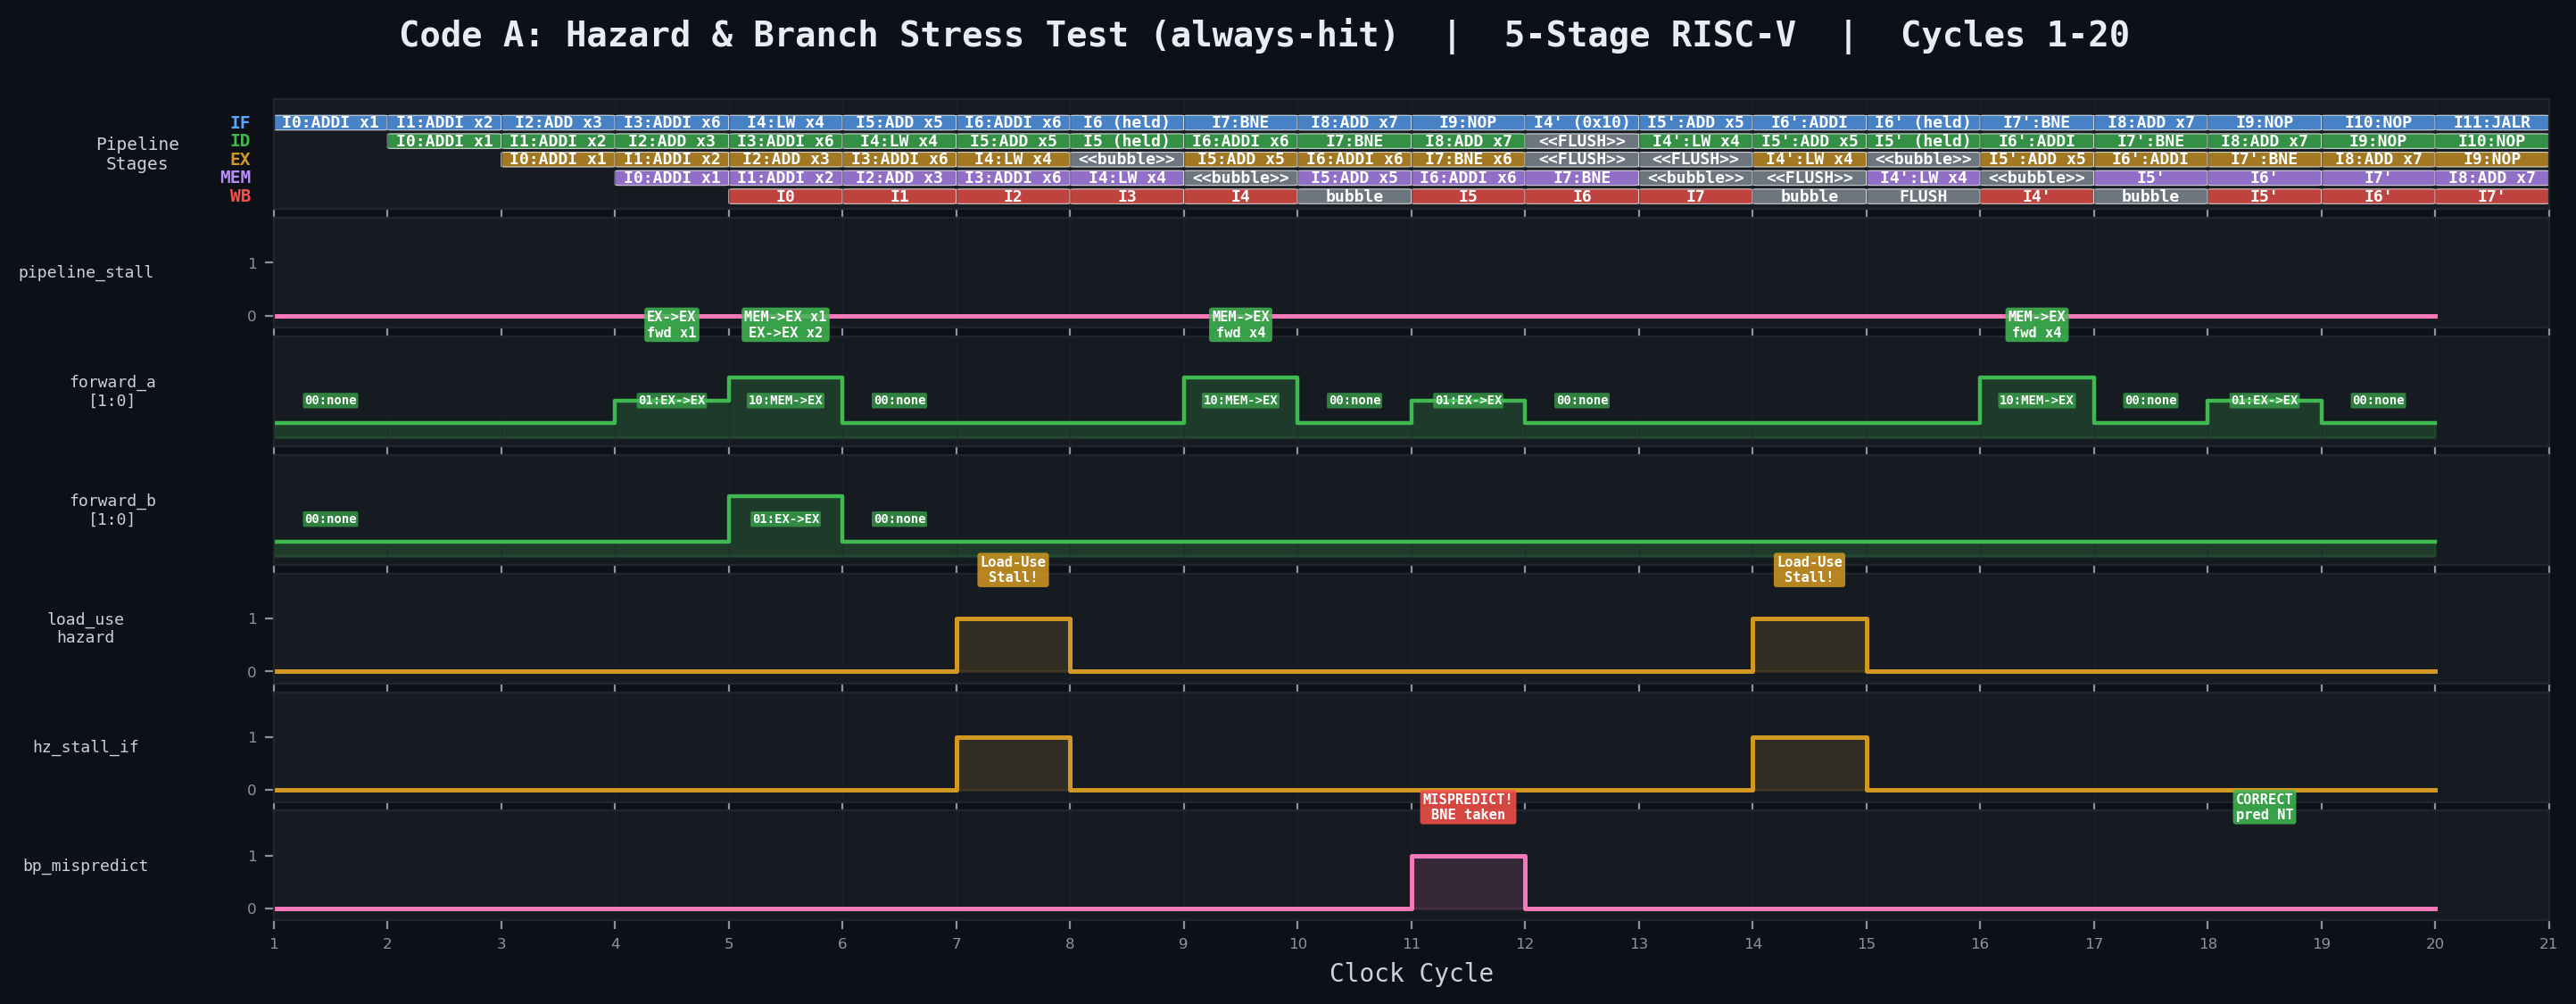 Code A: Hazard & Branch Stress Test (always-hit)  |  5-Stage RISC-V  |  Cycles 1-20
Pipeline
Stages
IF I0:ADDI x1 I1:ADDI x2 I2:ADD x3 I3:ADDI x6 I4:LW x4 I5:ADD x5 I6:ADDI x6 I6 (held) I7:BNE I8:ADD x7 I9:NOP I4' (0x10) I5':ADD x5 I6':ADDI I6' (held) I7':BNE I8:ADD x7 I9:NOP I10:NOP I11:JALR
ID I0:ADDI x1 I1:ADDI x2 I2:ADD x3 I3:ADDI x6 I4:LW x4 I5:ADD x5 I5 (held) I6:ADDI x6 I7:BNE I8:ADD x7 <<FLUSH>> I4':LW x4 I5':ADD x5 I5' (held) I6':ADDI I7':BNE I8:ADD x7 I9:NOP I10:NOP
EX I0:ADDI x1 I1:ADDI x2 I2:ADD x3 I3:ADDI x6 I4:LW x4 <<bubble>> I5:ADD x5 I6:ADDI x6 I7:BNE x6 <<FLUSH>> <<FLUSH>> I4':LW x4 <<bubble>> I5':ADD x5 I6':ADDI I7':BNE I8:ADD x7 I9:NOP
MEM I0:ADDI x1 I1:ADDI x2 I2:ADD x3 I3:ADDI x6 I4:LW x4 <<bubble>> I5:ADD x5 I6:ADDI x6 I7:BNE <<bubble>> <<FLUSH>> I4':LW x4 <<bubble>> I5' I6' I7' I8:ADD x7
WB I0 I1 I2 I3 I4 bubble I5 I6 I7 bubble FLUSH I4' bubble I5' I6' I7'
pipeline_stall
1
0
EX->EX
fwd x1
MEM->EX x1
EX->EX x2
MEM->EX
fwd x4
MEM->EX
fwd x4
forward_a
[1:0]
00:none 01:EX->EX 10:MEM->EX 00:none 10:MEM->EX 00:none 01:EX->EX 00:none 10:MEM->EX 00:none 01:EX->EX 00:none
forward_b
[1:0]
00:none 01:EX->EX 00:none
Load-Use
Stall!
Load-Use
Stall!
load_use
hazard
1
0
hz_stall_if
1
0
MISPREDICT!
BNE taken
CORRECT
pred NT
bp_mispredict
1
0
1 2 3 4 5 6 7 8 9 10 11 12 13 14 15 16 17 18 19 20 21
Clock Cycle